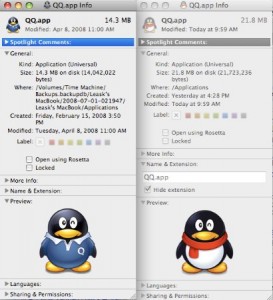 QQ.app Info
QQ.app 14.3 MB
Modified: Apr 8, 2008 11:00 AM
Spotlight Comments:
General:
Kind: Application (Universal)
Size: 14.3 MB on disk (14,042,022 bytes)
Where: /Volumes/Time Machine/
Backups.backupdb/Leask's
MacBook/2008-07-01-021947/
Leask's MacBook/Applications
Created: Friday, February 15, 2008 3:50 PM
Modified: Tuesday, April 8, 2008 11:00 AM
Label:
Open using Rosetta
Locked
More Info:
Name & Extension:
Preview:
Languages:
Sharing & Permissions:
QQ.app Info
QQ.app 21.8 MB
Modified: Today at 9:59 AM
Spotlight Comments:
General:
Kind: Application (Universal)
Size: 21.8 MB on disk (21,723,236 bytes)
Where: /Applications
Created: Yesterday at 4:28 PM
Modified: Today at 9:59 AM
Label:
Open using Rosetta
Locked
More Info:
Name & Extension:
QQ.app
Hide extension
Preview:
Languages:
Sharing & Permissions: